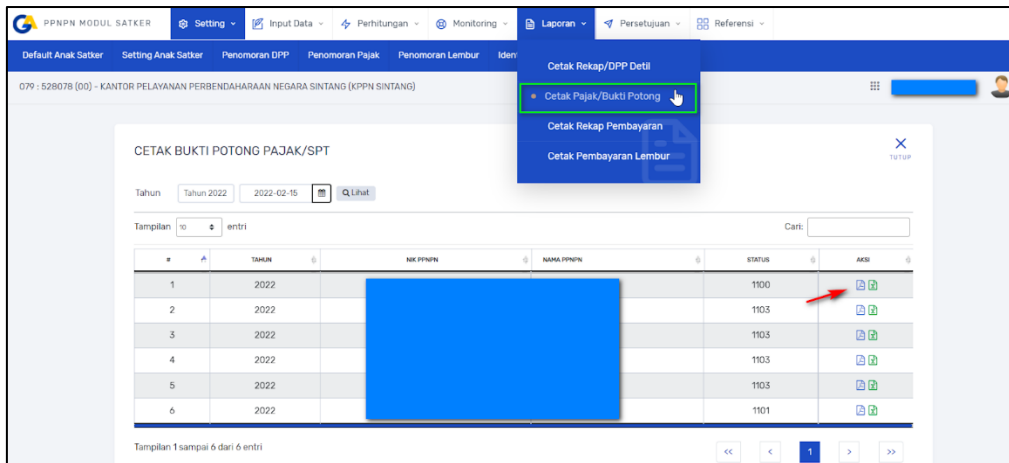 PPNPN MODUL SATKER Setting Input Data Perhitungan Monitoring Laporan Persetujuan Referensi
Default Anak Satker Setting Anak Satker Penomoran DPP Penomoran Pajak Penomoran Lembur
Cetak Rekap/DPP Detil
079 : 528078 (00) - KANTOR PELAYANAN PERBENDAHARAAN NEGARA SINTANG (KPPN SINTANG)
Cetak Pajak/Bukti Potong
Cetak Rekap Pembayaran
Cetak Pembayaran Lembur
CETAK BUKTI POTONG PAJAK/SPT
TUTUP
Tahun Tahun 2022 2022-02-15 Lihat
Tampilan 10 entri Cari:
# TAHUN NIK PPNPN NAMA PPNPN STATUS AKSI
1 2022 1100
2 2022 1103
3 2022 1103
4 2022 1103
5 2022 1103
6 2022 1101
Tampilan 1 sampai 6 dari 6 entri
<< < 1 > >>